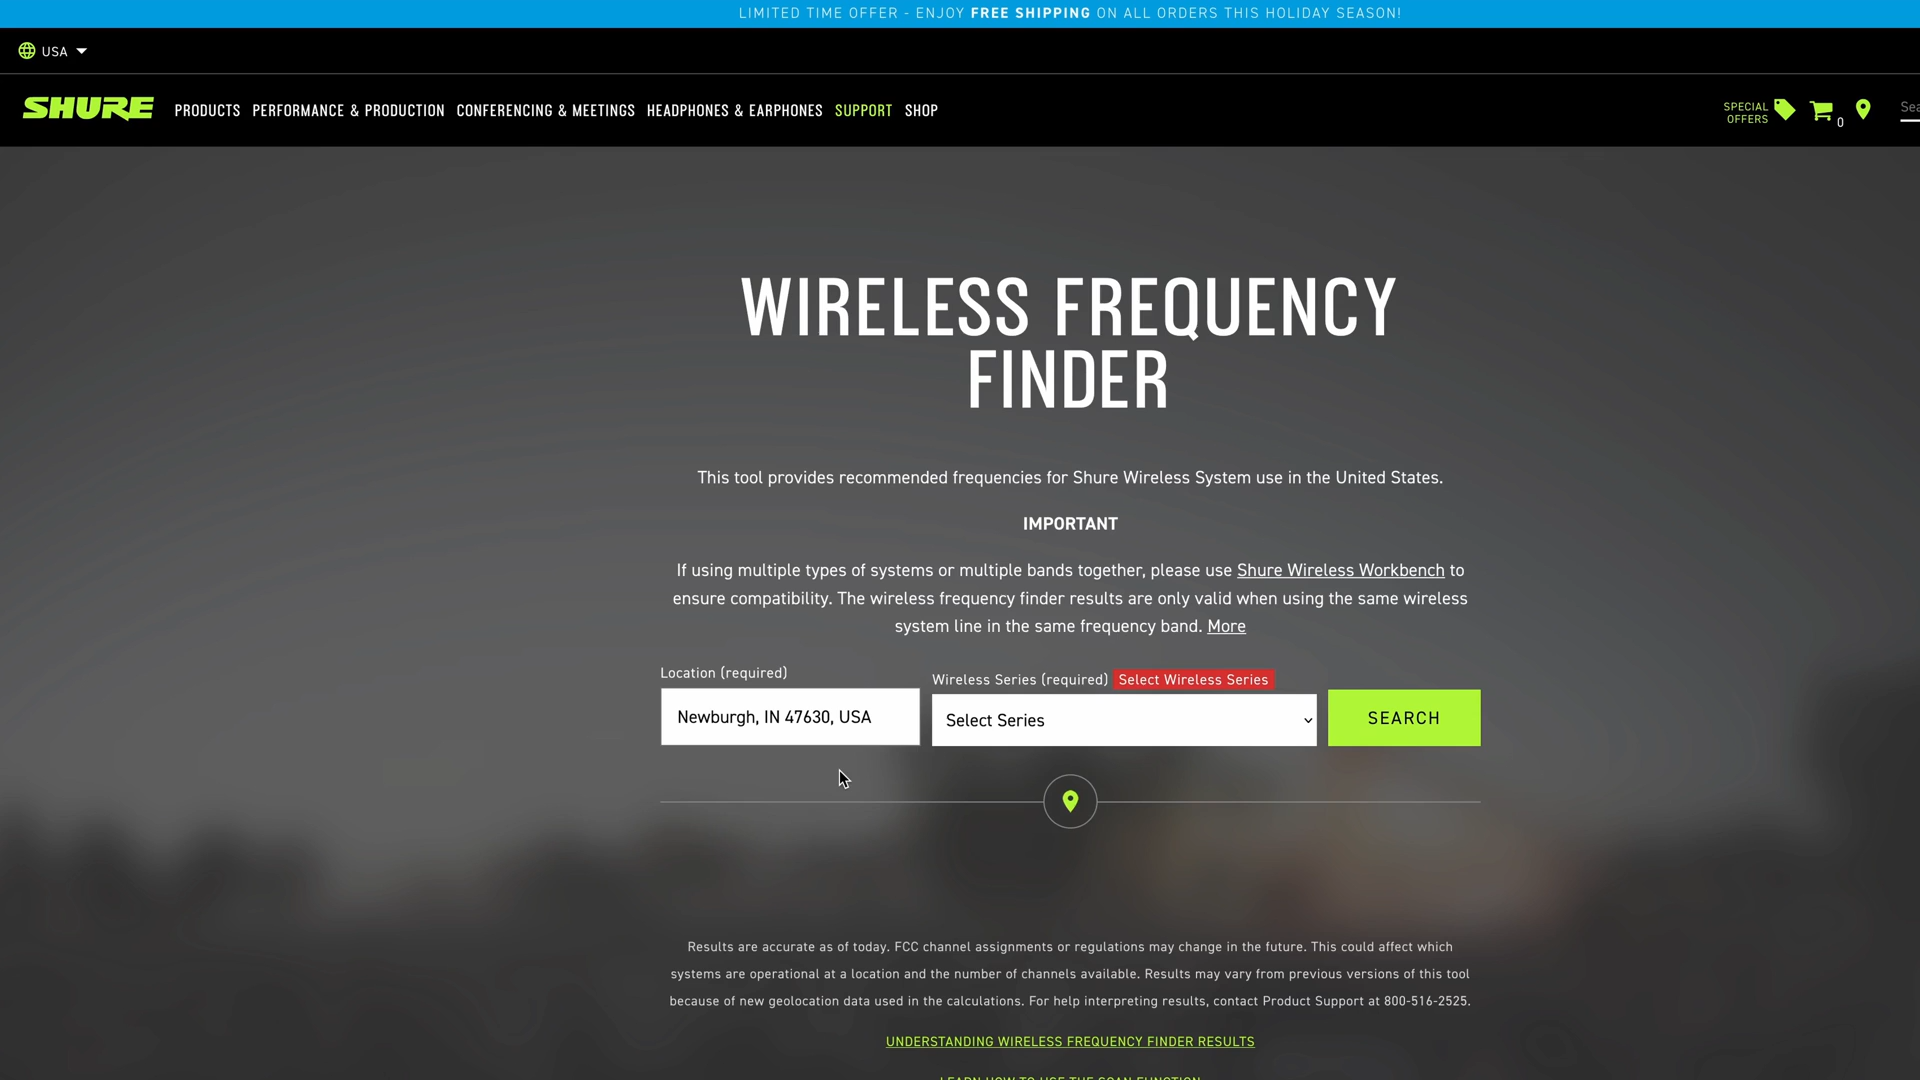 LIMITED TIME OFFER - ENJOY FREE SHIPPING ON ALL ORDERS THIS HOLIDAY SEASON!
USA
SHURE PRODUCTS PERFORMANCE & PRODUCTION CONFERENCING & MEETINGS HEADPHONES & EARPHONES SUPPORT SHOP
SPECIAL
OFFERS
0
WIRELESS FREQUENCY
FINDER
This tool provides recommended frequencies for Shure Wireless System use in the United States.
IMPORTANT
If using multiple types of systems or multiple bands together, please use Shure Wireless Workbench to
ensure compatibility. The wireless frequency finder results are only valid when using the same wireless
system line in the same frequency band. More
Location (required)
Wireless Series (required) Select Wireless Series
Newburgh, IN 47630, USA
Select Series
SEARCH
Results are accurate as of today. FCC channel assignments or regulations may change in the future. This could affect which
systems are operational at a location and the number of channels available. Results may vary from previous versions of this tool
because of new geolocation data used in the calculations. For help interpreting results, contact Product Support at 800-516-2525.
UNDERSTANDING WIRELESS FREQUENCY FINDER RESULTS
LEARN HOW TO USE THE SCAN FUNCTION